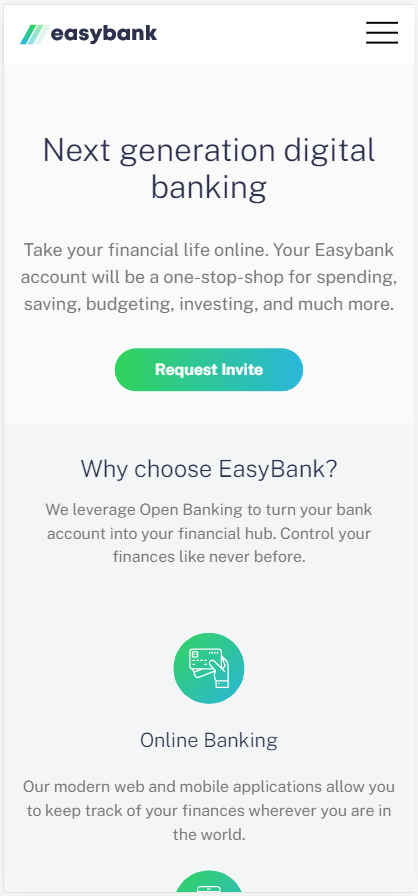 easybank
Next generation digital
banking
Take your financial life online. Your Easybank
account will be a one-stop-shop for spending,
saving, budgeting, investing, and much more.
Request Invite
Why choose EasyBank?
We leverage Open Banking to turn your bank
account into your financial hub. Control your
finances like never before.
Online Banking
Our modern web and mobile applications allow you
to keep track of your finances wherever you are in
the world.